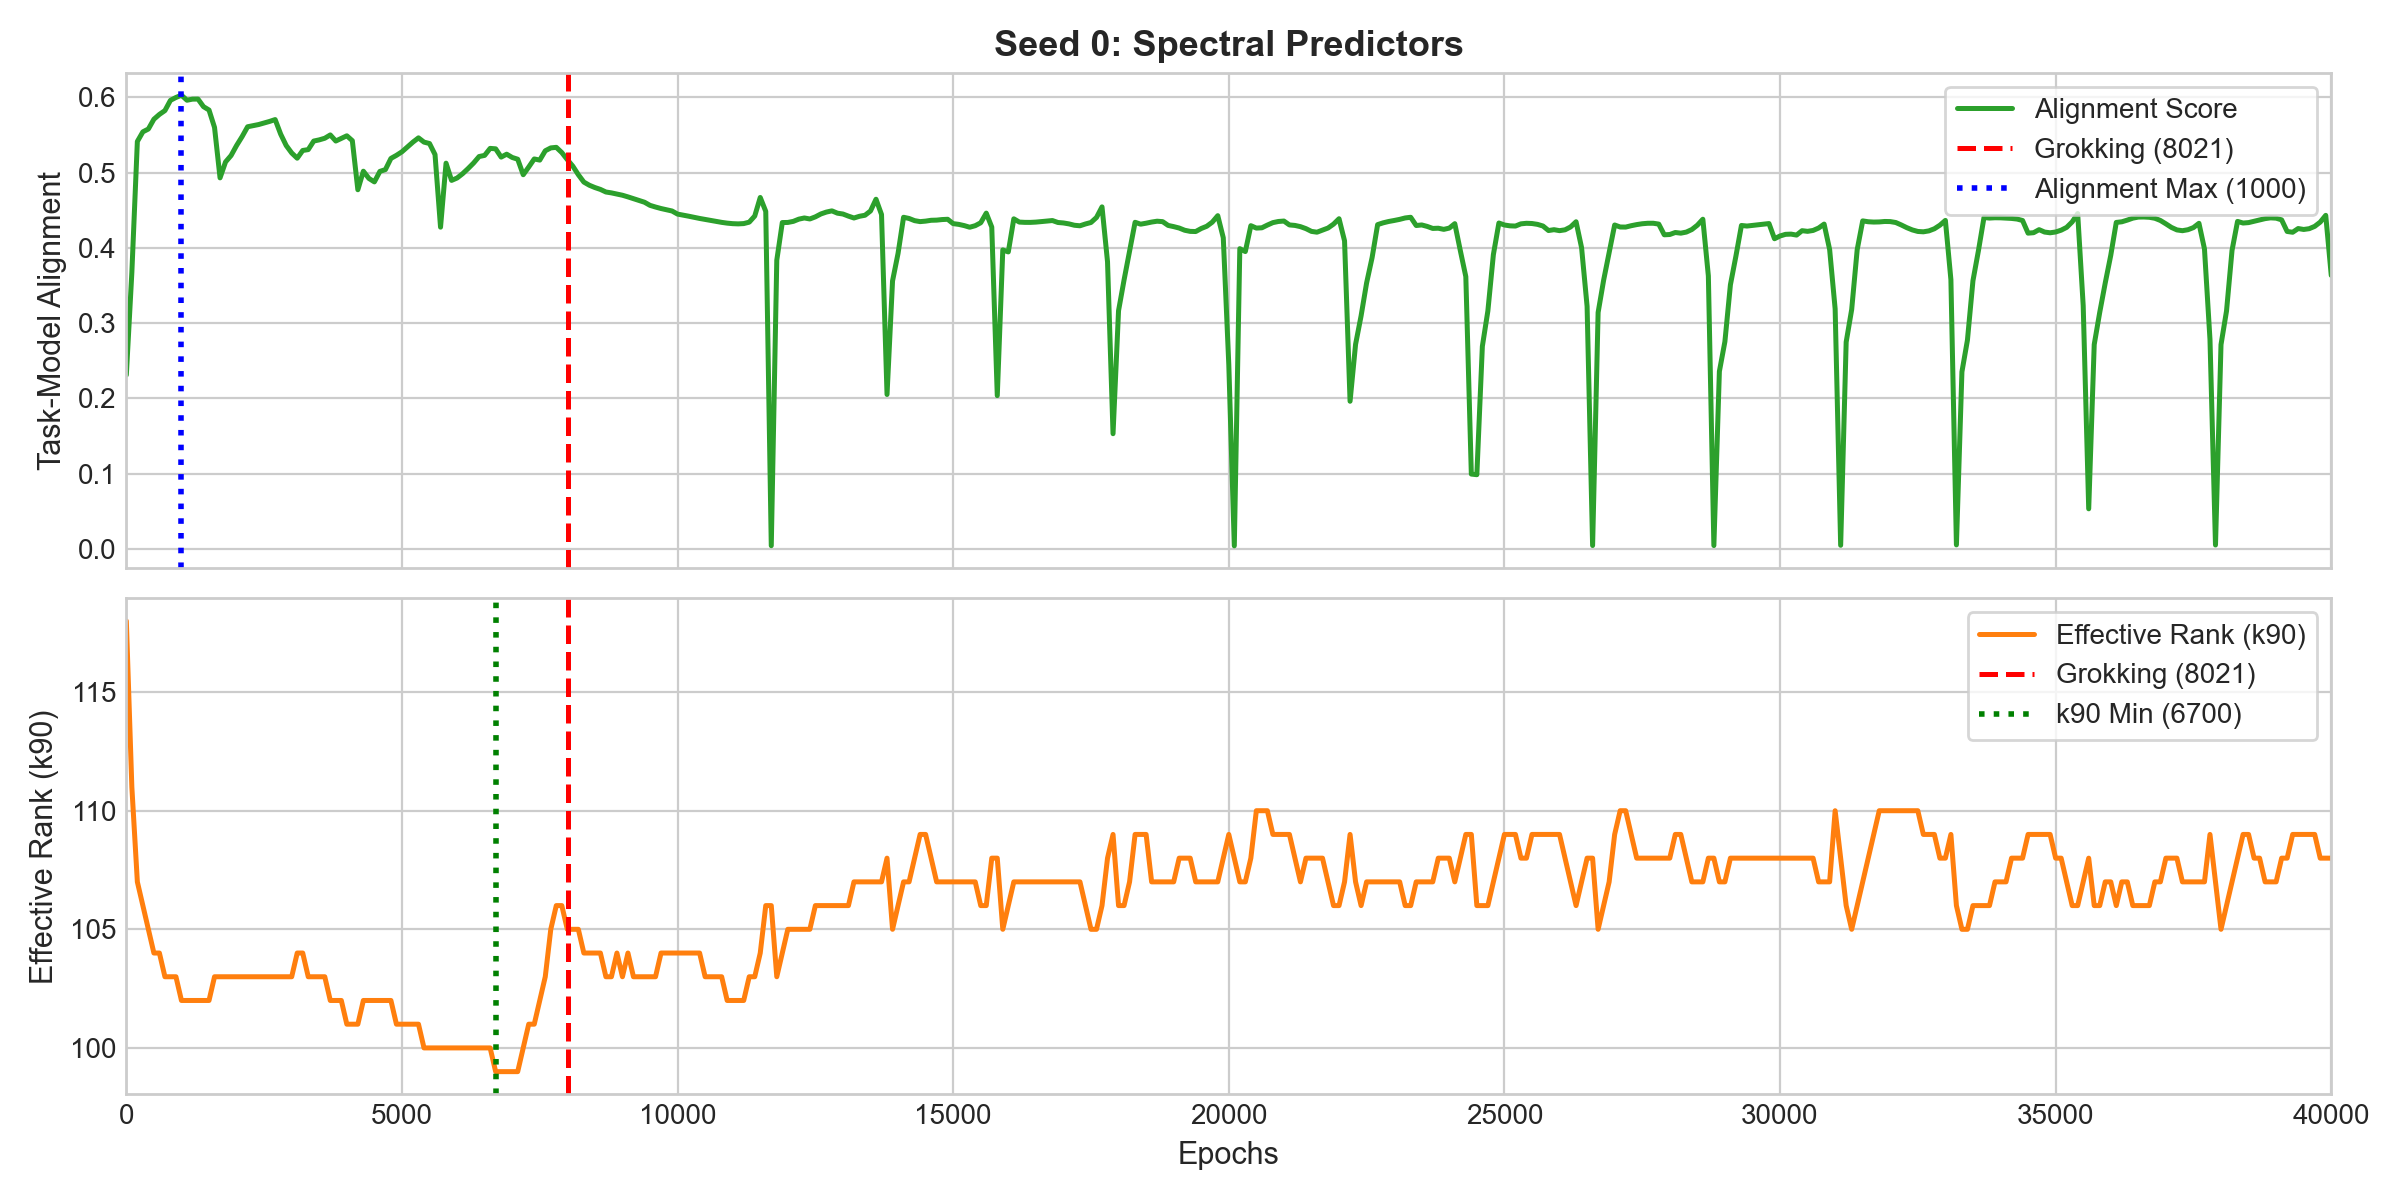 Seed 0: Spectral Predictors
Task-Model Alignment
0.6
0.5
0.4
0.3
0.2
0.1
0.0
Alignment Score
Grokking (8021)
Alignment Max (1000)
Effective Rank (k90)
115
110
105
100
Effective Rank (k90)
Grokking (8021)
k90 Min (6700)
0 5000 10000 15000 20000 25000 30000 35000 40000
Epochs